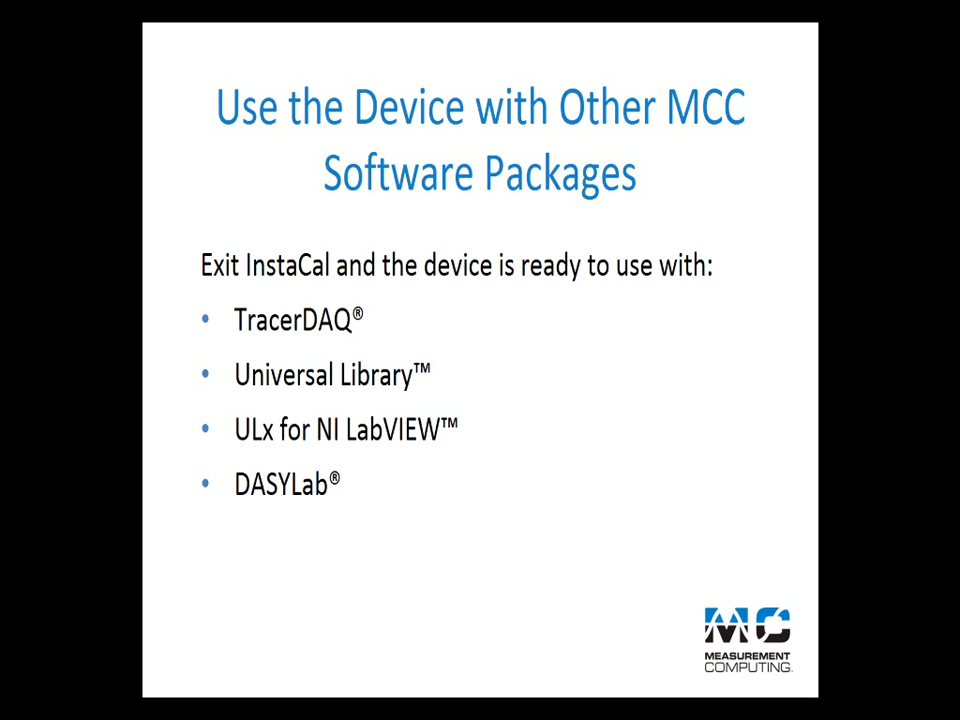 Use the Device with Other MCC
Software Packages
Exit InstaCal and the device is ready to use with:
• TracerDAQ®
• Universal Library™
• ULx for NI LabVIEW™
• DASYLab®
MC
MEASUREMENT
COMPUTING.